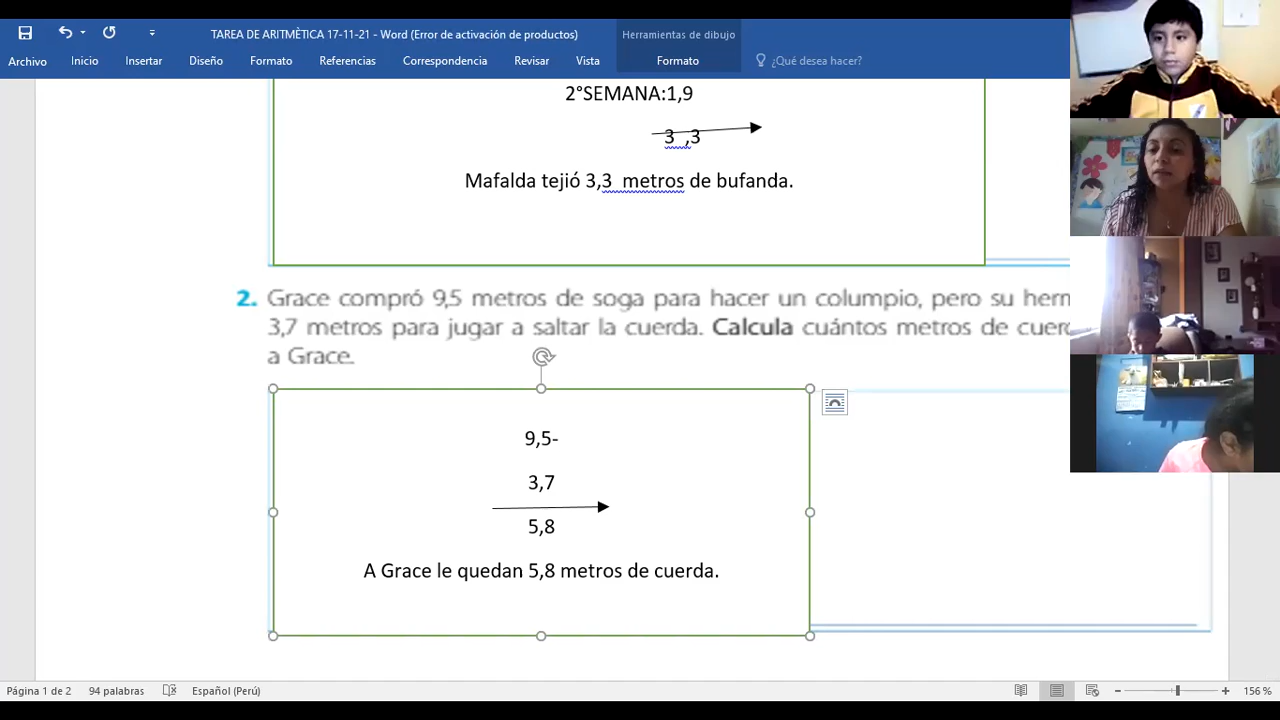 TAREA DE ARITMÈTICA 17-11-21 - Word (Error de activación de productos)
Herramientas de dibujo
Archivo Inicio Insertar Diseño Formato Referencias Correspondencia Revisar Vista Formato ¿Qué desea hacer?
2°SEMANA:1,9
3 ,3
Mafalda tejió 3,3 metros de bufanda.
2. Grace compró 9,5 metros de soga para hacer un columpio, pero su
3,7 metros para jugar a saltar la cuerda. Calcula cuántos metros de
a Grace.
9,5-
3,7
5,8
A Grace le quedan 5,8 metros de cuerda.
Página 1 de 2 94 palabras Español (Perú) 156 %